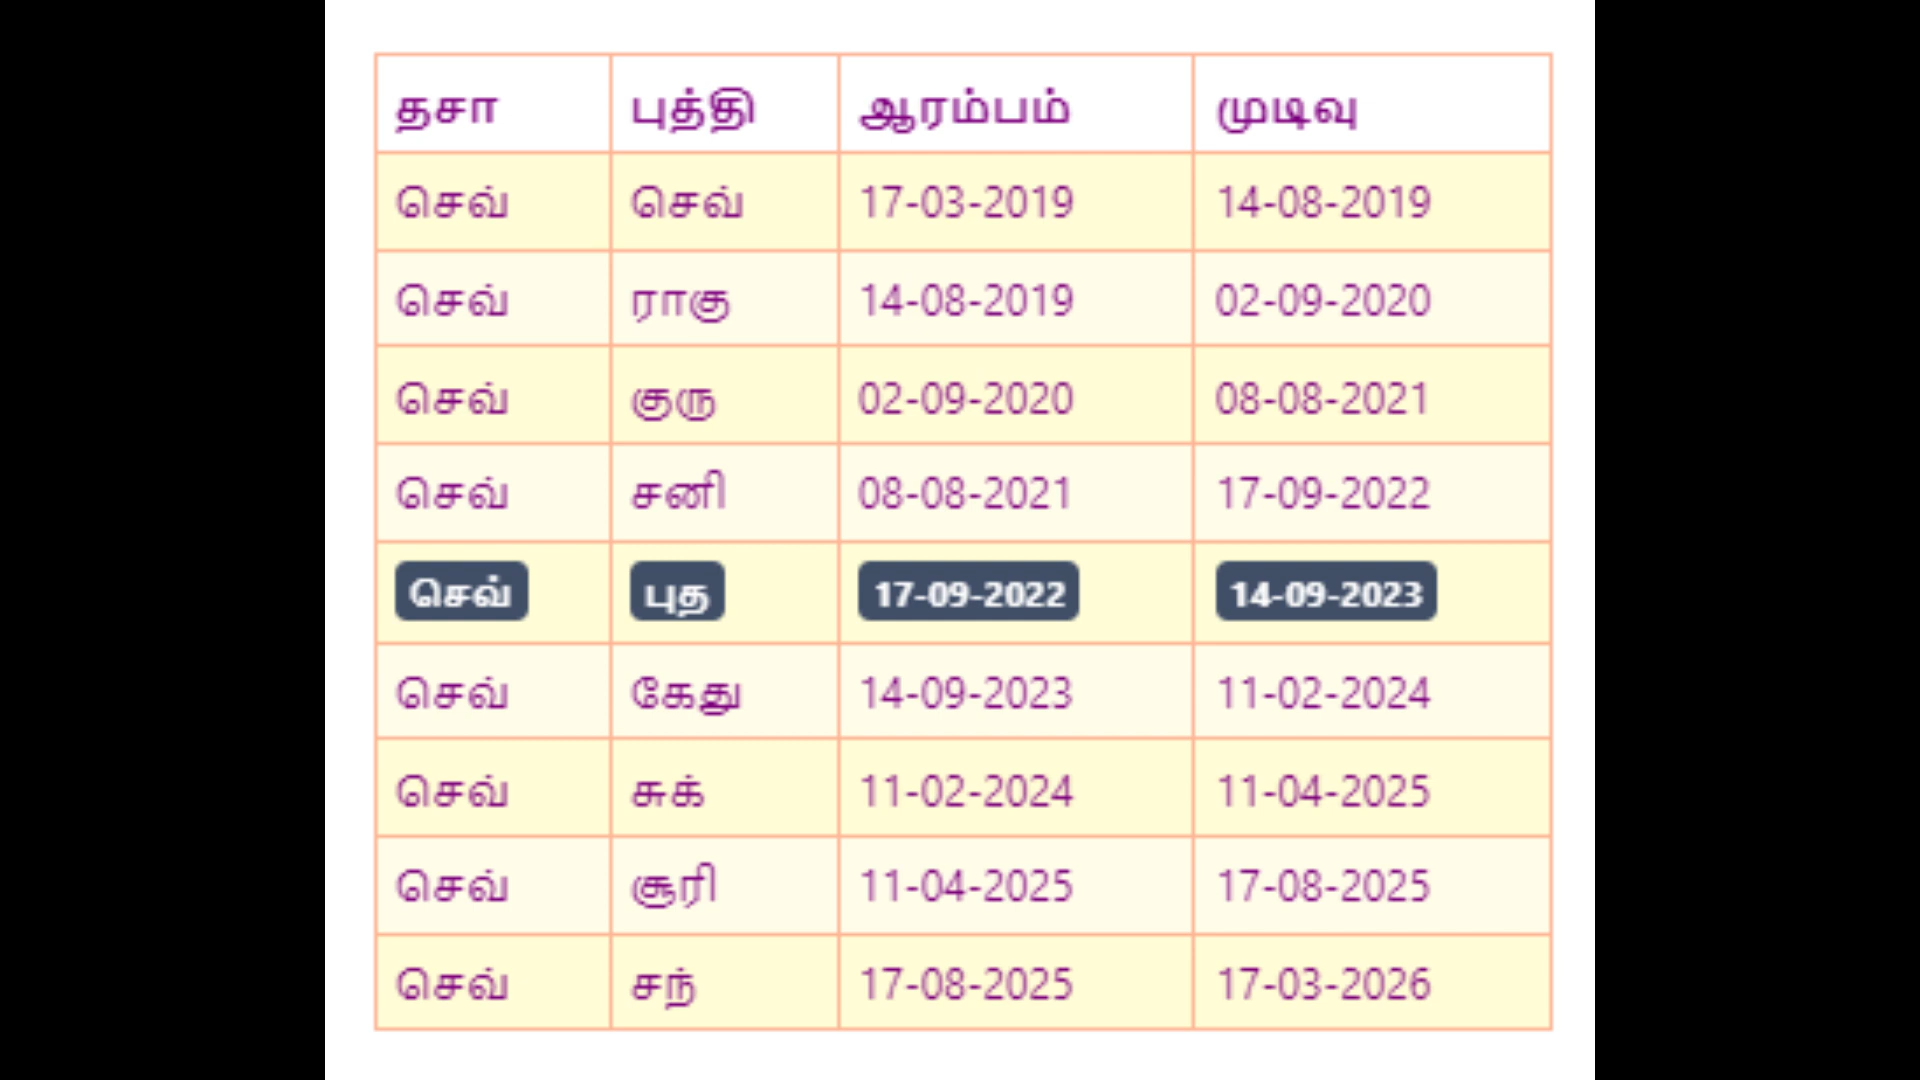 தசா புத்தி ஆரம்பம் முடிவு
செவ் செவ் 17-03-2019 14-08-2019
செவ் ராகு 14-08-2019 02-09-2020
செவ் குரு 02-09-2020 08-08-2021
செவ் சனி 08-08-2021 17-09-2022
செவ் புத 17-09-2022 14-09-2023
செவ் கேது 14-09-2023 11-02-2024
செவ் சுக் 11-02-2024 11-04-2025
செவ் சூரி 11-04-2025 17-08-2025
செவ் சந் 17-08-2025 17-03-2026